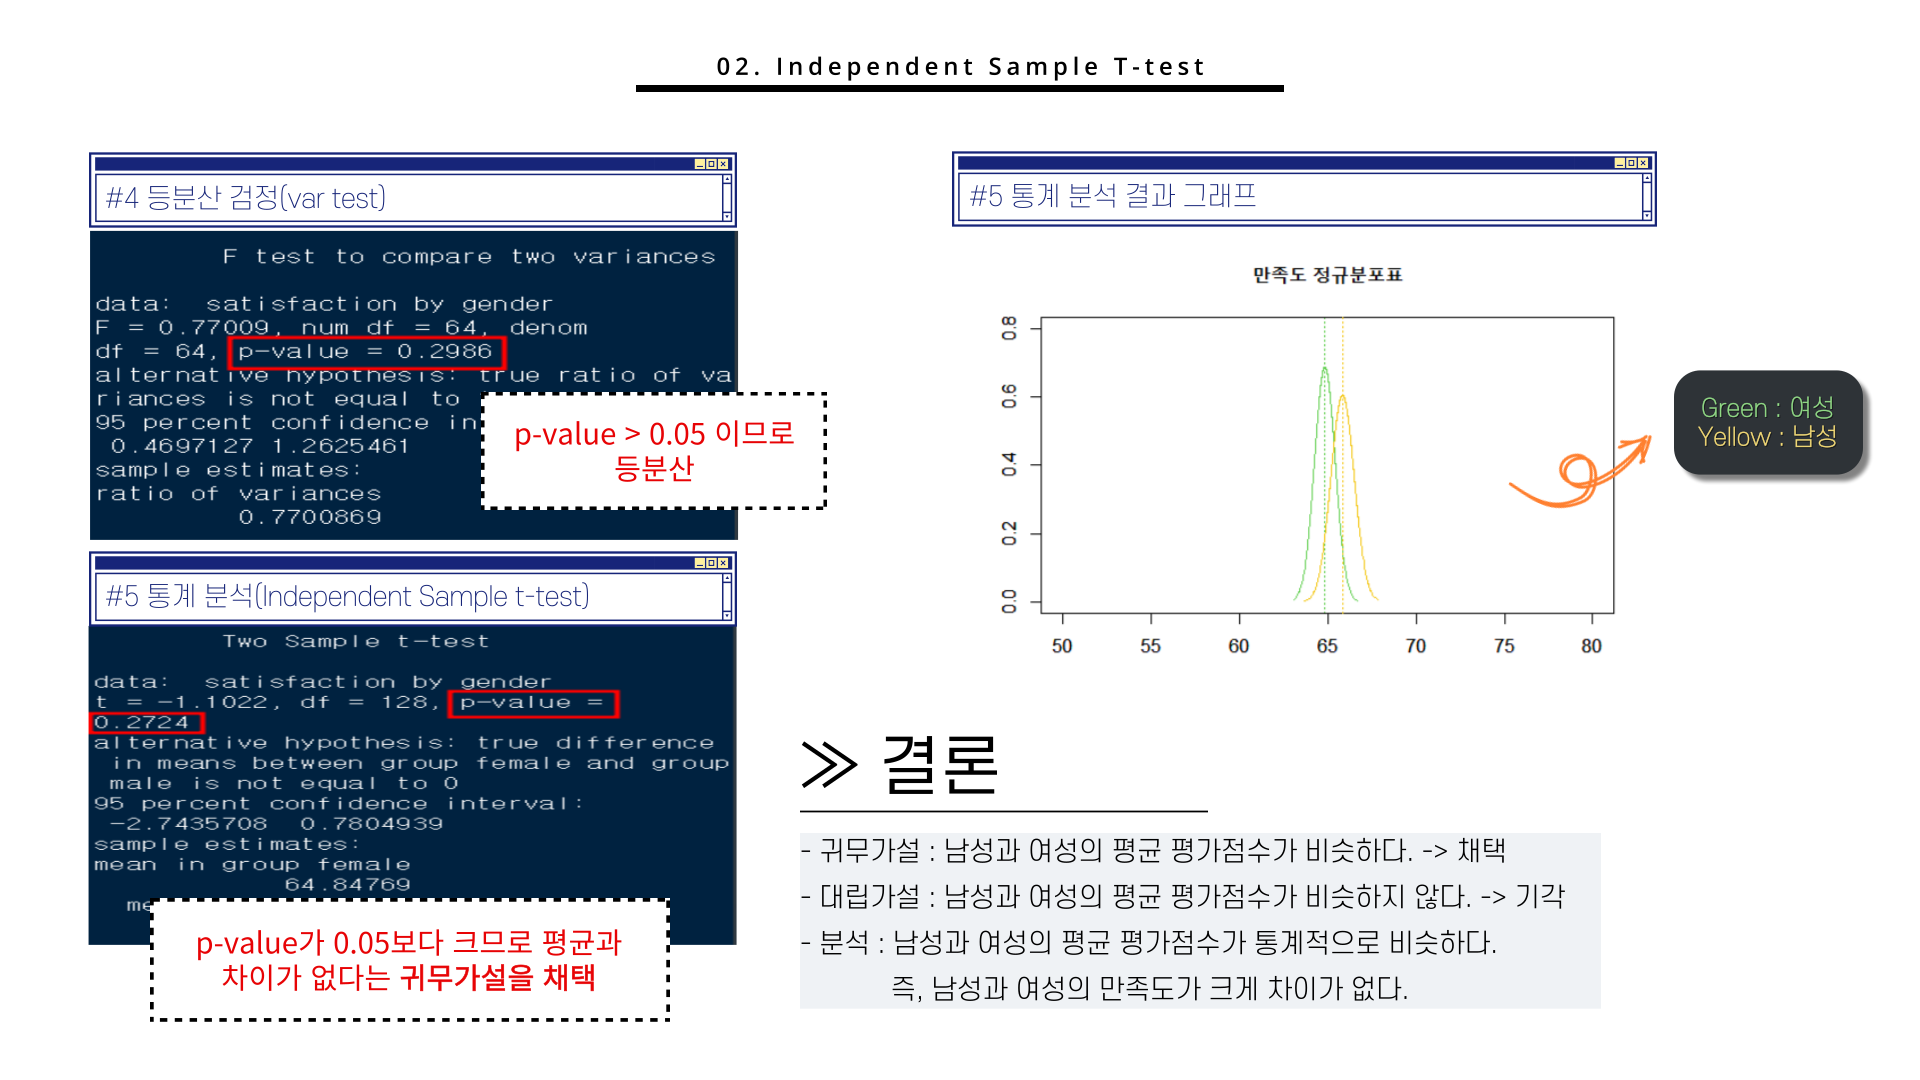 02. Independent Sample T-test
#4 등분산 검정(var test)
F test to compare two variances
data:  satisfaction by gender
F = 0.77009, num df = 64, denom
df = 64, p-value = 0.2986
alternative hypothesis: true ratio of va
riances is not equal to
95 percent confidence in
0.4697127 1.2625461
sample estimates:
ratio of variances
0.7700869
p-value > 0.05 이므로
등분산
#5 통계 분석(Independent Sample t-test)
Two Sample t-test
data:  satisfaction by gender
t = -1.1022, df = 128, p-value =
0.2724
alternative hypothesis: true difference
in means between group female and group
male is not equal to 0
95 percent confidence interval:
-2.7435708  0.7804939
sample estimates:
mean in group female
64.84769
me
p-value가 0.05보다 크므로 평균과
차이가 없다는 귀무가설을 채택
#5 통계 분석 결과 그래프
만족도 정규분포표
0.8
0.6
0.4
0.2
0.0
50 55 60 65 70 75 80
Green : 여성
Yellow : 남성
≫ 결론
- 귀무가설 : 남성과 여성의 평균 평가점수가 비슷하다. -> 채택
- 대립가설 : 남성과 여성의 평균 평가점수가 비슷하지 않다. -> 기각
- 분석 : 남성과 여성의 평균 평가점수가 통계적으로 비슷하다.
즉, 남성과 여성의 만족도가 크게 차이가 없다.